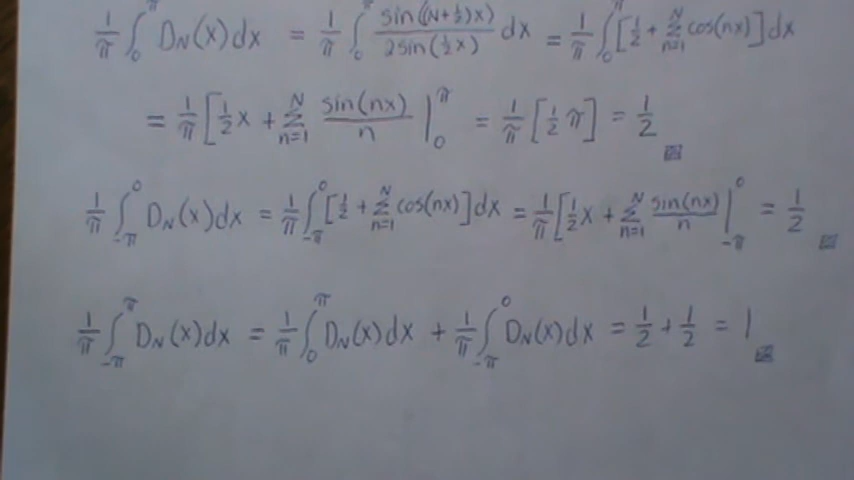 1/π ∫_0^π D_N(x)dx = 1/π ∫_0^π sin((N+½)x)/2sin(½x) dx = 1/π ∫_0^π [½ + Σ_{n=1}^N cos(nx)]dx
= 1/π [½x + Σ_{n=1}^N sin(nx)/n |_0^π = 1/π [½ π] = 1/2
1/π ∫_{-π}^0 D_N(x)dx = 1/π ∫_{-π}^0 [½ + Σ_{n=1}^N cos(nx)]dx = 1/π [½x + Σ_{n=1}^N sin(nx)/n |_{-π}^0 = 1/2
1/π ∫_{-π}^π D_N(x)dx = 1/π ∫_0^π D_N(x)dx + 1/π ∫_{-π}^0 D_N(x)dx = 1/2 + 1/2 = 1